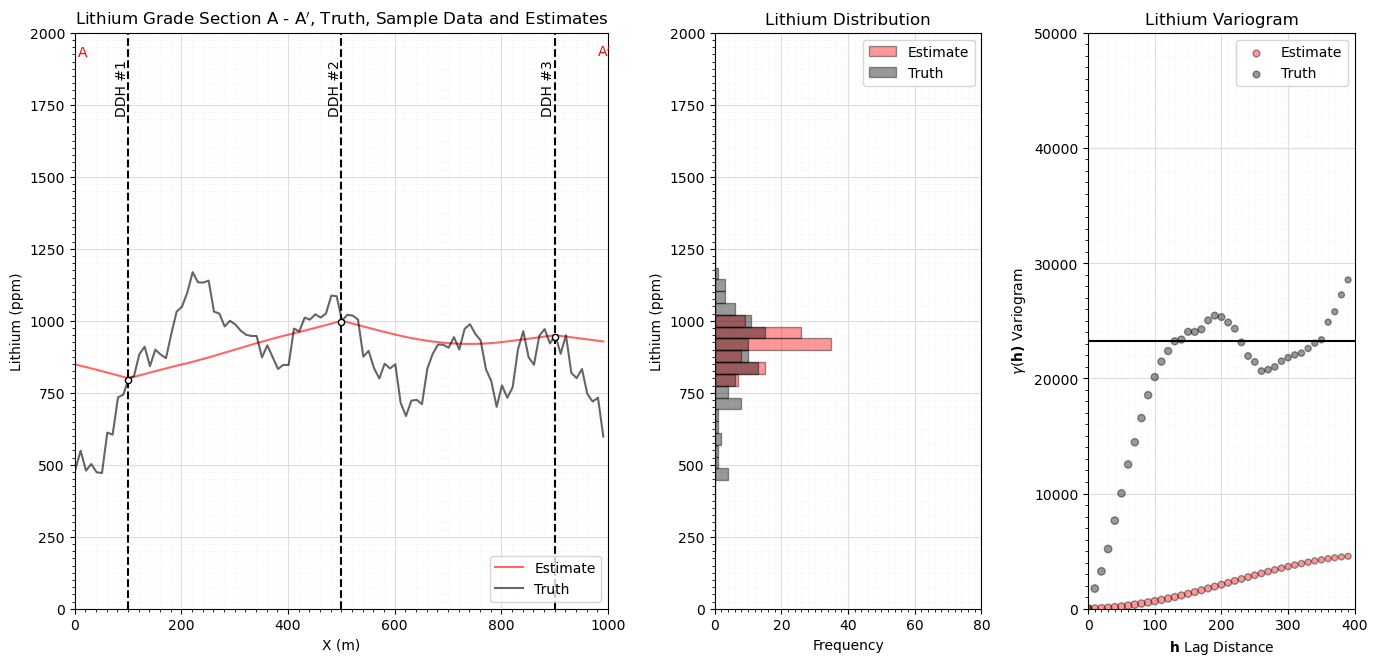 Lithium Grade Section A - A′, Truth, Sample Data and Estimates
A
A
DDH #1
DDH #2
DDH #3
2000
1750
1500
1250
1000
750
500
250
0
Lithium (ppm)
Estimate
Truth
0
200
400
600
800
1000
X (m)
Lithium Distribution
Estimate
Truth
2000
1750
1500
1250
1000
750
500
250
0
Lithium (ppm)
0
20
40
60
80
Frequency
Lithium Variogram
Estimate
Truth
50000
40000
30000
20000
10000
0
γ(h) Variogram
0
100
200
300
400
h Lag Distance